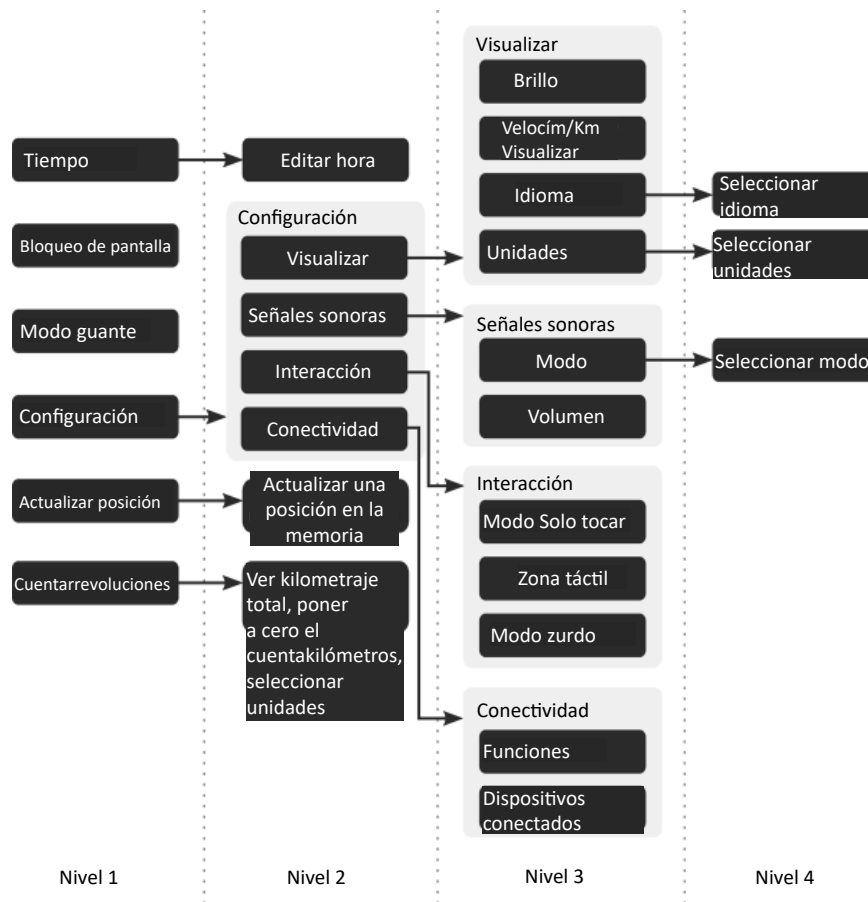 Tiempo
Bloqueo de pantalla
Modo guante
Configuración
Actualizar posición
Cuentarrevoluciones
Nivel 1
Editar hora
Configuración
Visualizar
Señales sonoras
Interacción
Conectividad
Actualizar una
posición en la
memoria
Ver kilometraje
total, poner
a cero el
cuentakilómetros,
seleccionar
unidades
Nivel 2
Visualizar
Brillo
Velocím/Km
Visualizar
Idioma
Unidades
Señales sonoras
Modo
Volumen
Interacción
Modo Solo tocar
Zona táctil
Modo zurdo
Conectividad
Funciones
Dispositivos
conectados
Nivel 3
Seleccionar
idioma
Seleccionar
unidades
Seleccionar modo
Nivel 4